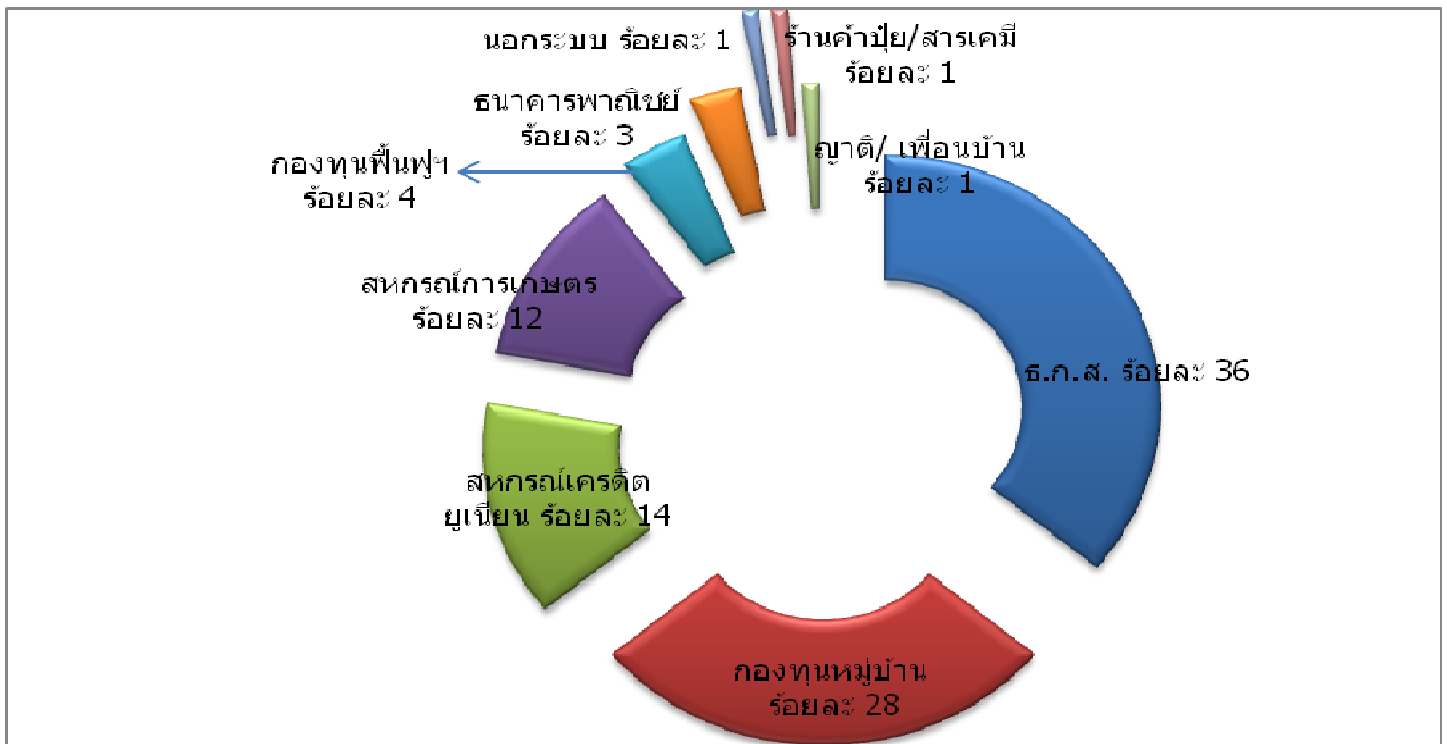 นอกระบบ ร้อยละ 1
ร้านค้าปุ๋ย/สารเคมี
ร้อยละ 1
ธนาคารพาณิชย์
ร้อยละ 3
ญาติ/ เพื่อนบ้าน
ร้อยละ 1
กองทุนฟื้นฟูฯ
ร้อยละ 4
สหกรณ์การเกษตร
ร้อยละ 12
ธ.ก.ส. ร้อยละ 36
สหกรณ์เครดิต
ยูเนียน ร้อยละ 14
กองทุนหมู่บ้าน
ร้อยละ 28